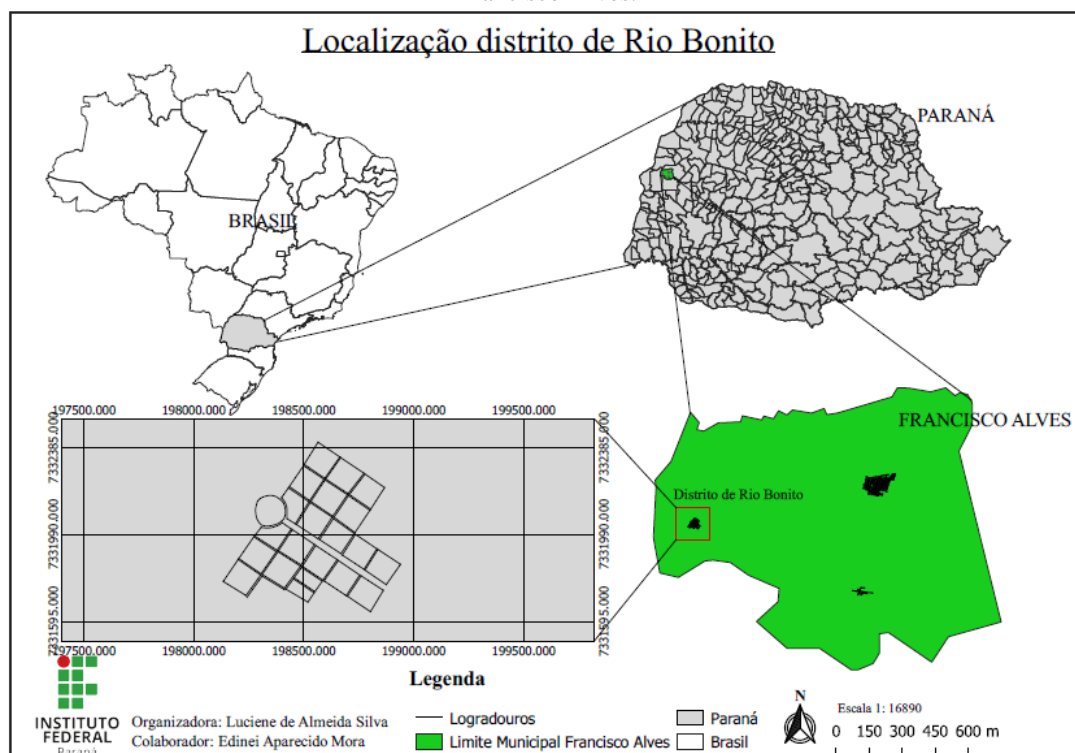 Localização distrito de Rio Bonito
PARANÁ
BRASIL
FRANCISCO ALVES
Distrito de Rio Bonito
197500.000 198000.000 198500.000 199000.000 199500.000
7332385.000 7332385.000
7331990.000 7331990.000
7331595.000 7331595.000
197500.000 198000.000 198500.000 199000.000 199500.000
Legenda
INSTITUTO
FEDERAL
Paraná
Organizadora: Luciene de Almeida Silva
Colaborador: Edinei Aparecido Mora
Logradouros
Limite Municipal Francisco Alves
Paraná
Brasil
N
Escala 1: 16890
0 150 300 450 600 m